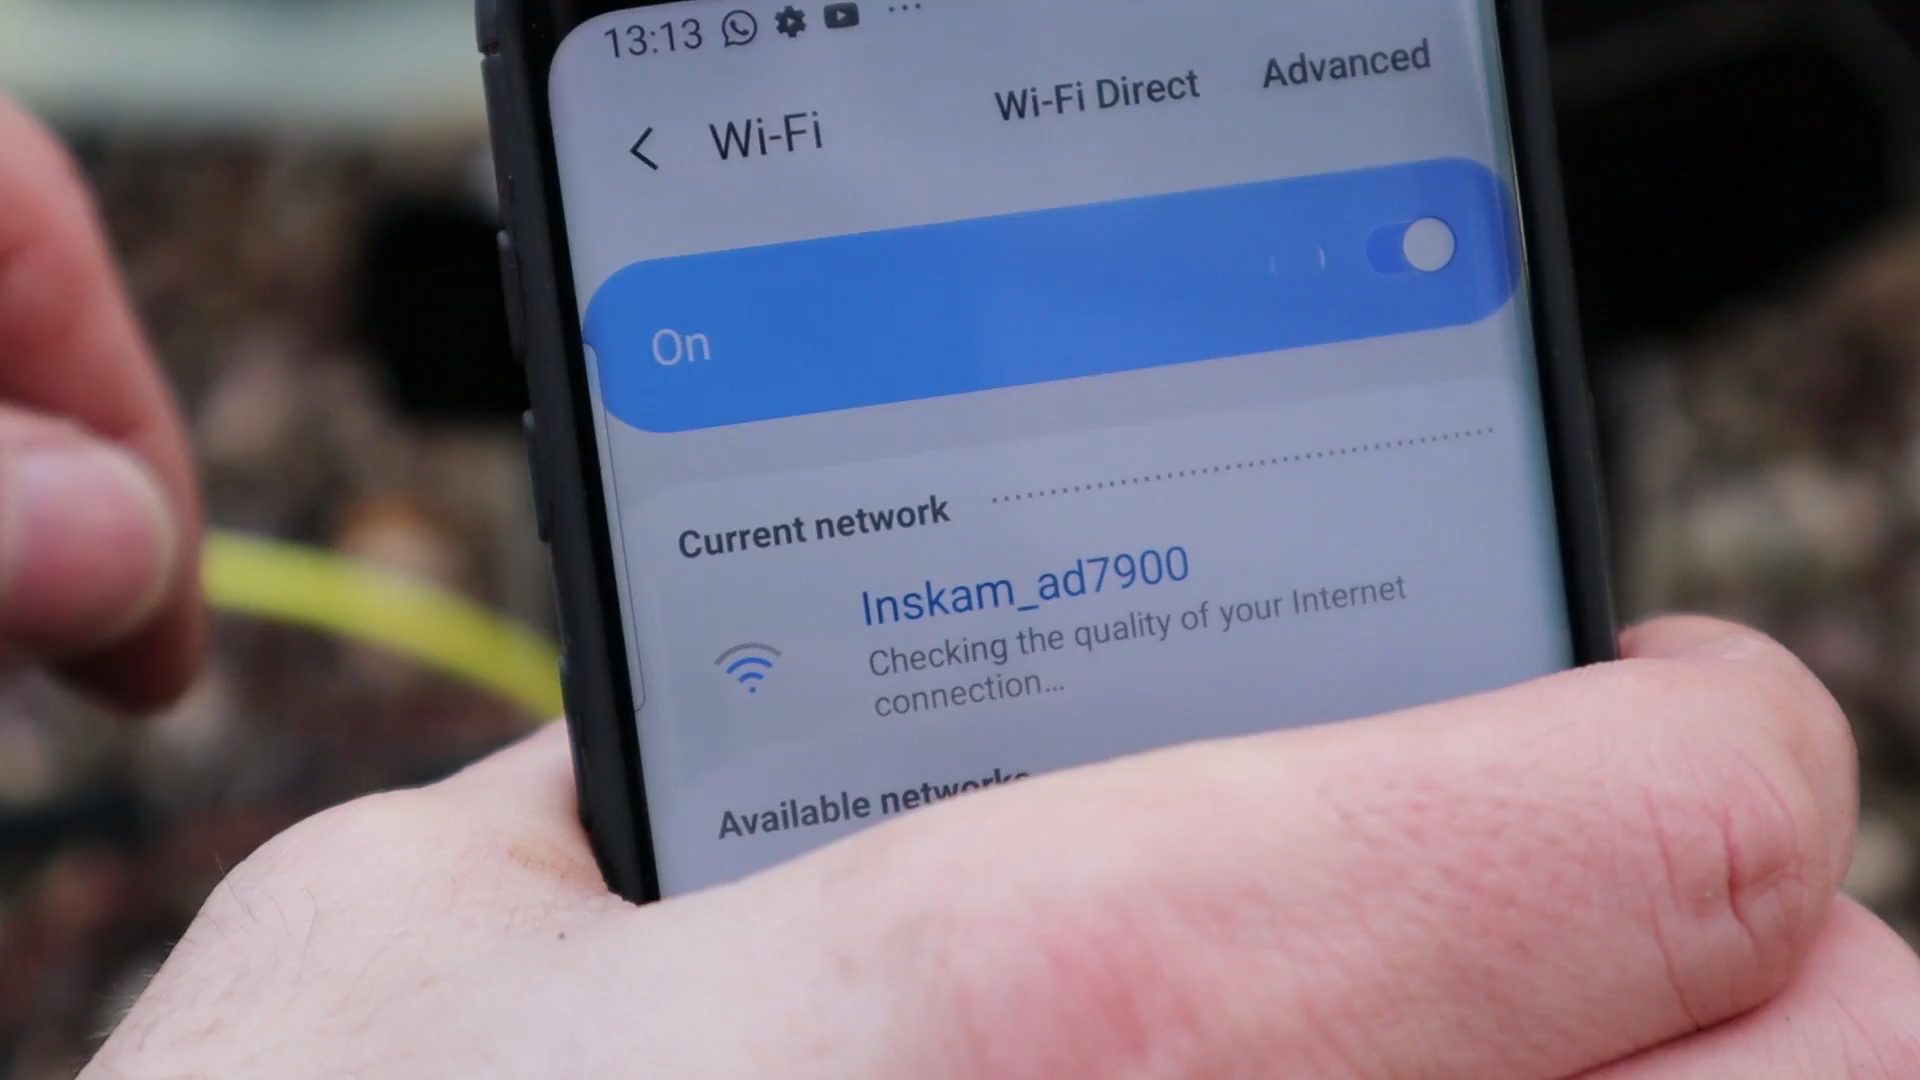 13:13
Wi-Fi
Wi-Fi Direct
Advanced
On
Current network
Inskam_ad7900
Checking the quality of your Internet
connection...
Available networks